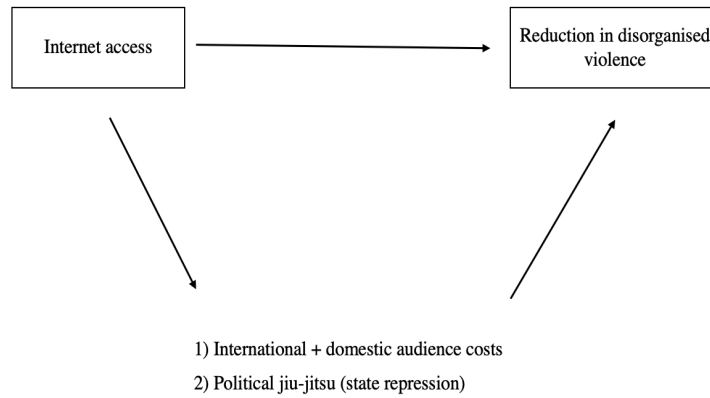 Internet access
Reduction in disorganised
violence
1) International + domestic audience costs
2) Political jiu-jitsu (state repression)